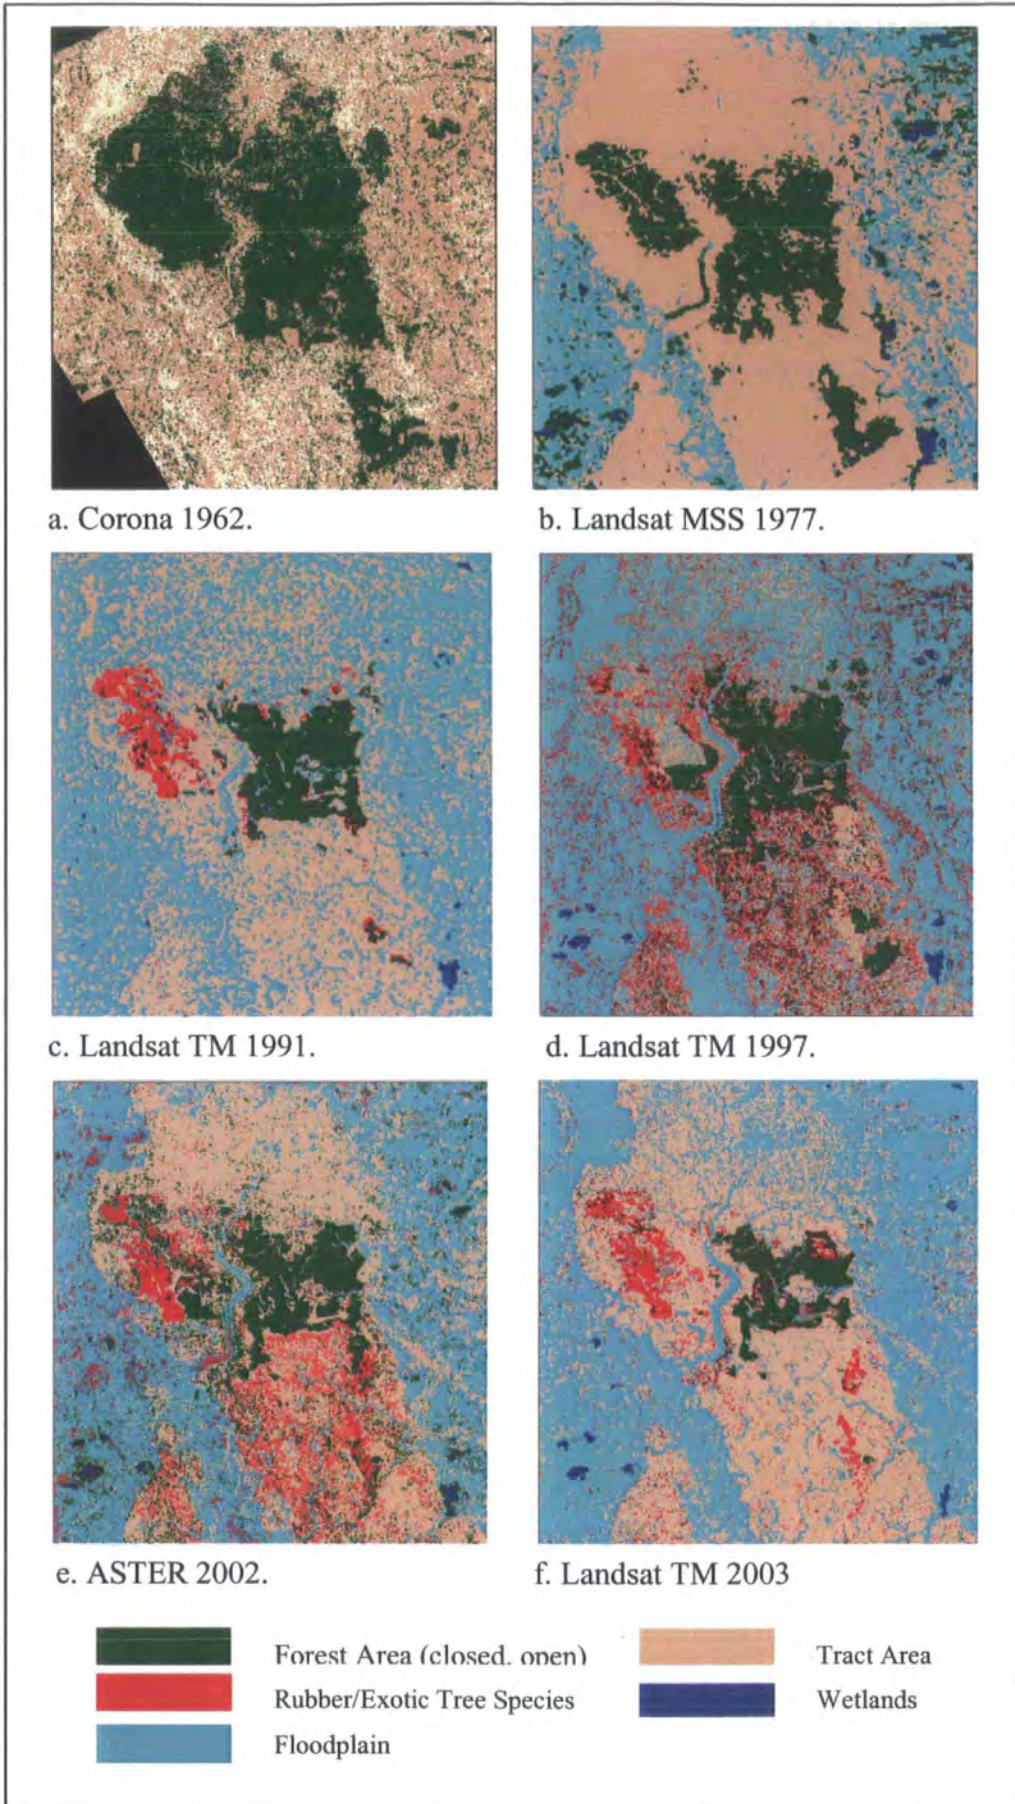 a. Corona 1962.
b. Landsat MSS 1977.
c. Landsat TM 1991.
d. Landsat TM 1997.
e. ASTER 2002.
f. Landsat TM 2003
Forest Area (closed. open)
Tract Area
Rubber/Exotic Tree Species
Wetlands
Floodplain